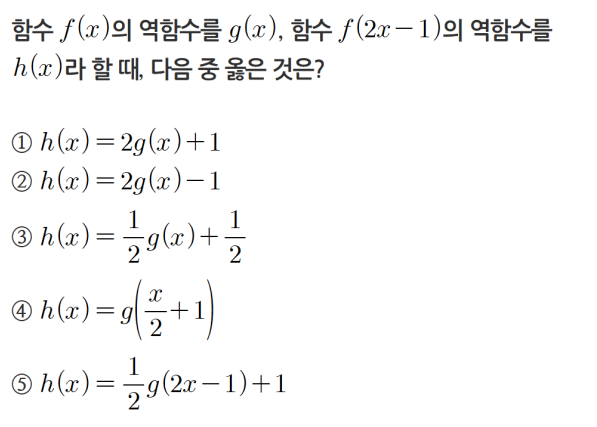 함수 f(x)의 역함수를 g(x), 함수 f(2x−1)의 역함수를
h(x)라 할 때, 다음 중 옳은 것은?
① h(x)=2g(x)+1
② h(x)=2g(x)−1
③ h(x)=\frac{1}{2}g(x)+\frac{1}{2}
④ h(x)=g\left(\frac{x}{2}+1\right)
⑤ h(x)=\frac{1}{2}g(2x−1)+1